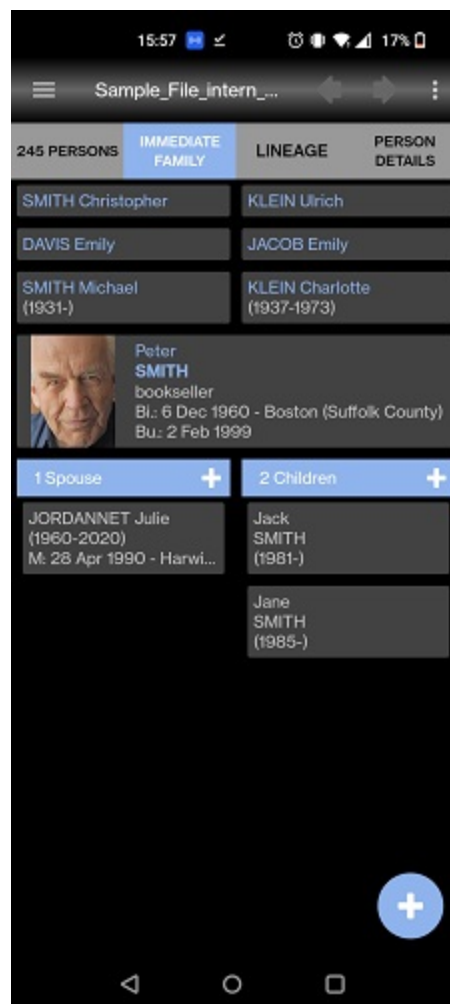 15:57 17%
Sample_File_intern_...
245 PERSONS
IMMEDIATE
FAMILY
LINEAGE
PERSON
DETAILS
SMITH Christopher
KLEIN Ulrich
DAVIS Emily
JACOB Emily
SMITH Michael
(1931-)
KLEIN Charlotte
(1937-1973)
Peter
SMITH
bookseller
Bi.: 6 Dec 1960 - Boston (Suffolk County)
Bu.: 2 Feb 1999
1 Spouse
2 Children
JORDANNET Julie
(1960-2020)
M: 28 Apr 1990 - Harwi...
Jack
SMITH
(1981-)
Jane
SMITH
(1985-)